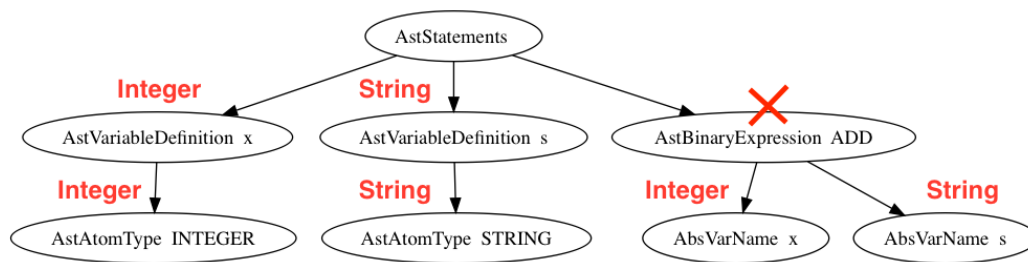 AstStatements
Integer
String
AstVariableDefinition x
AstVariableDefinition s
AstBinaryExpression ADD
Integer
String
Integer
String
AstAtomType INTEGER
AstAtomType STRING
AbsVarName x
AbsVarName s